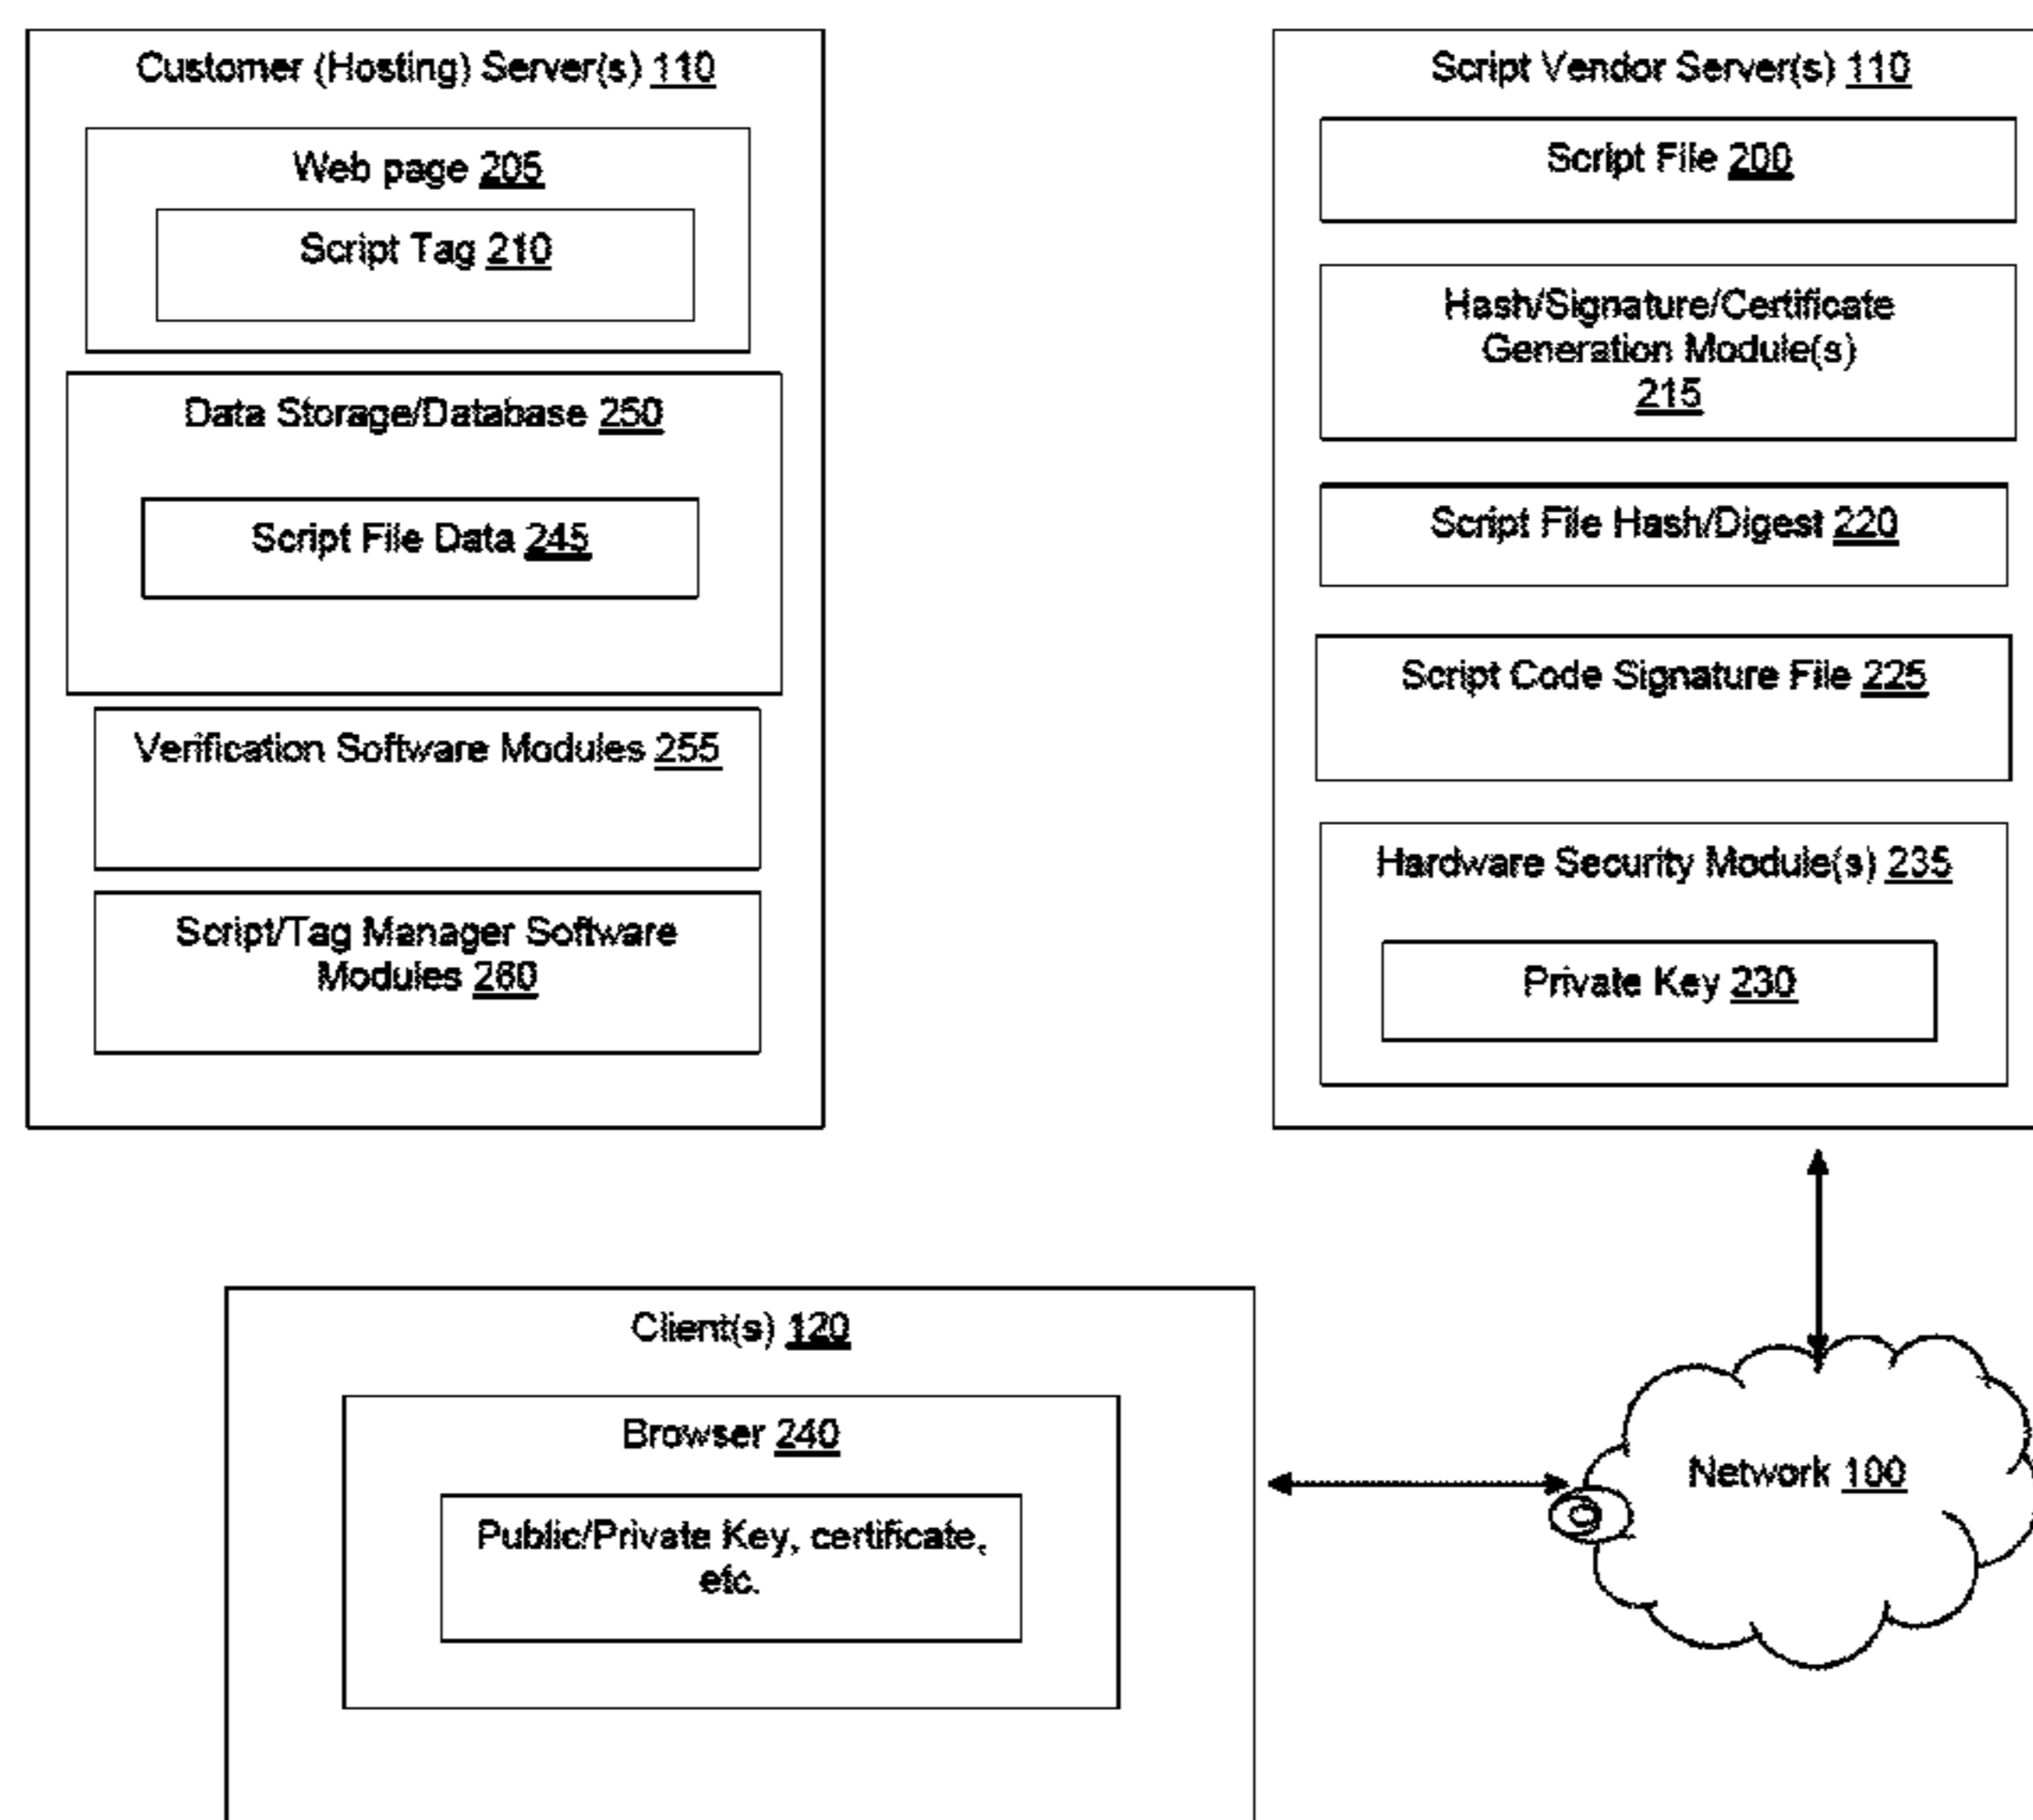 Customer (Hosting) Server(s) 110
Web page 205
Script Tag 210
Data Storage/Database 250
Script File Data 245
Verification Software Modules 255
Script/Tag Manager Software
Modules 260
Script Vendor Server(s) 110
Script File 200
Hash/Signature/Certificate
Generation Module(s)
215
Script File Hash/Digest 220
Script Code Signature File 225
Hardware Security Module(s) 235
Private Key 230
Client(s) 120
Browser 240
Public/Private Key, certificate,
etc.
Network 100